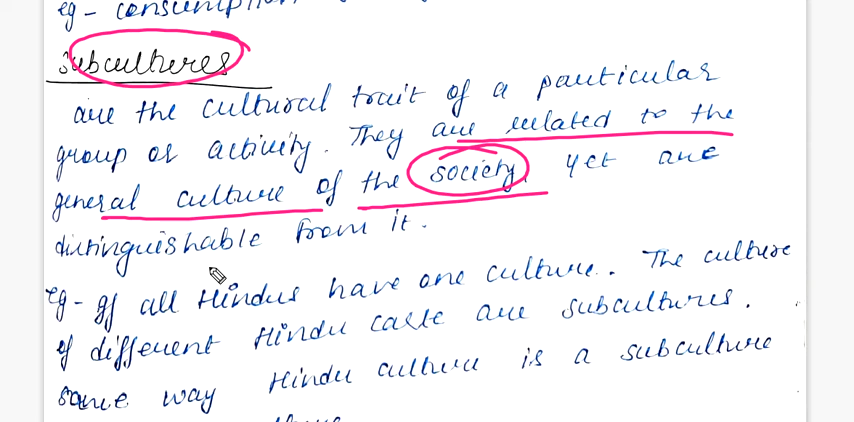 eg - consumption
subcultures
are the cultural trait of a particular
group or activity. They are related to the
general culture of the society. Yet are
distinguishable from it.
eg - If all Hindus have one culture. The culture
of different Hindu caste are subcultures.
same way Hindu culture is a subculture